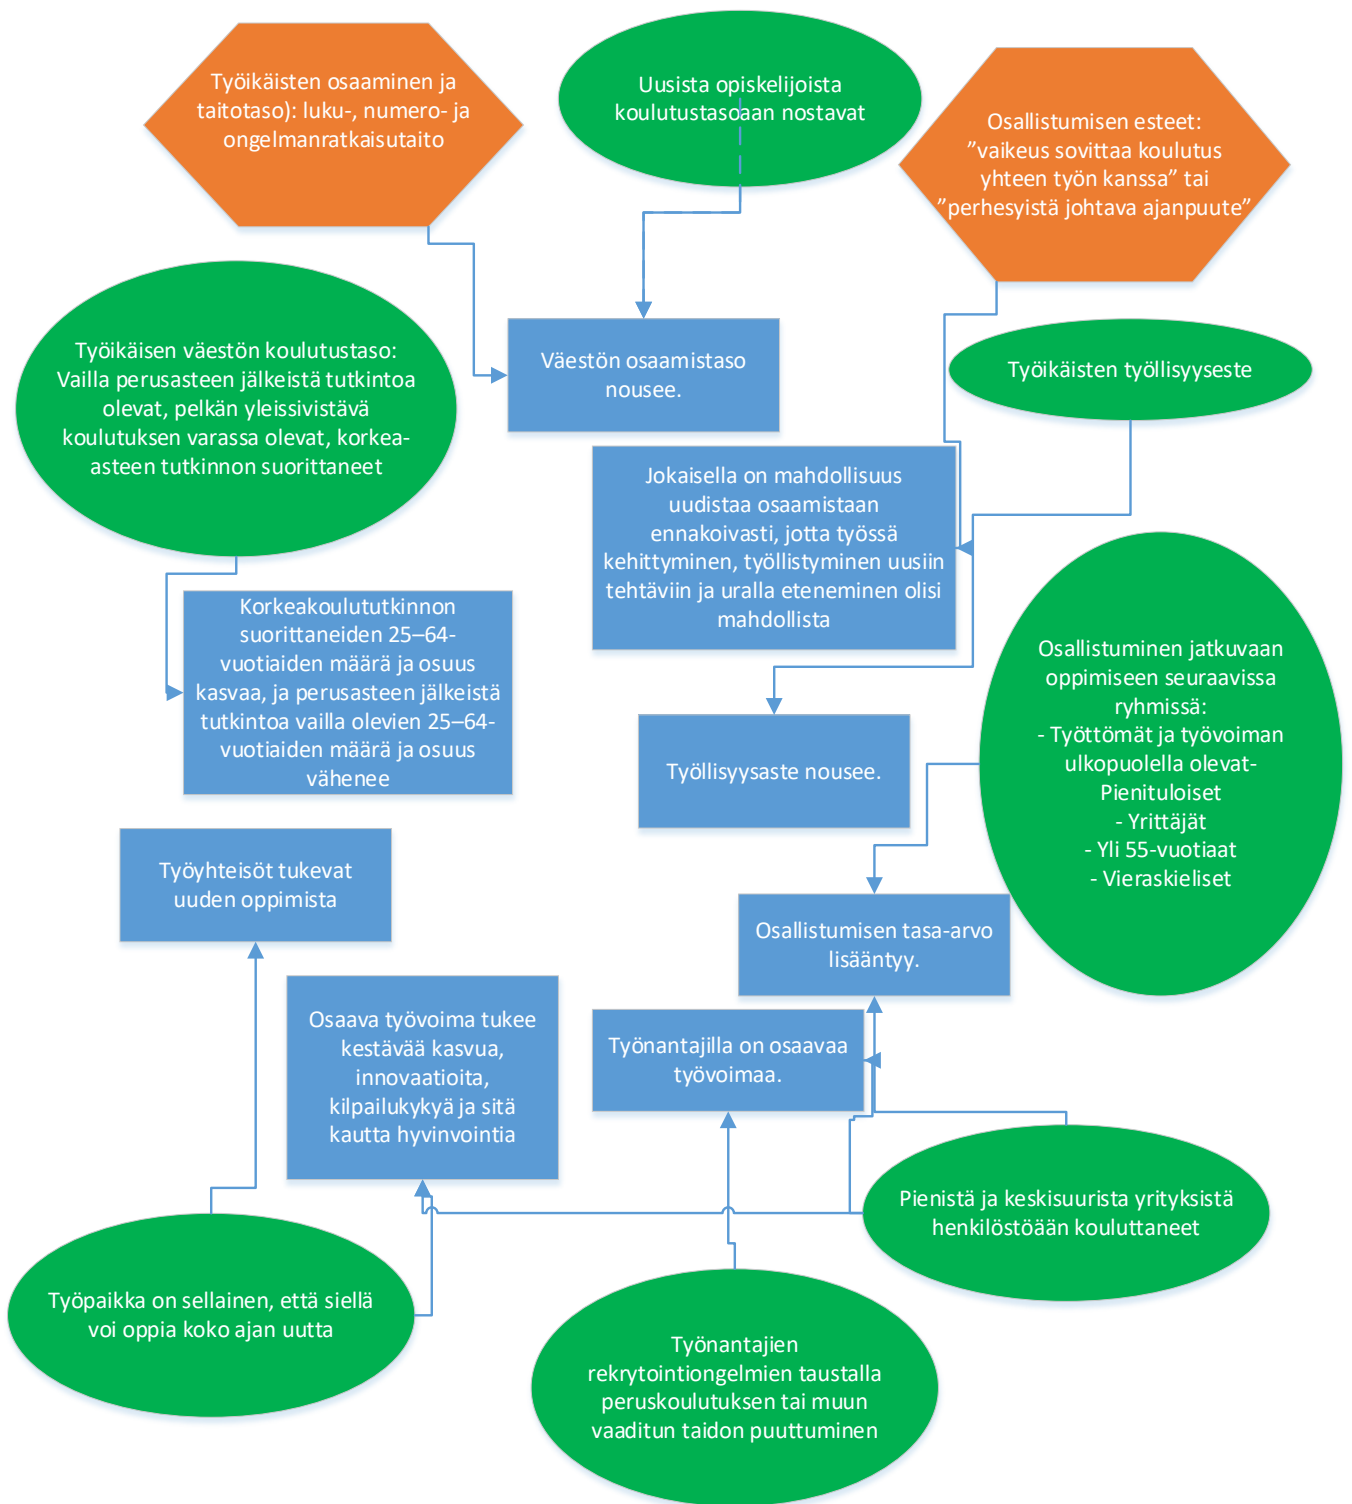 Työikäisten osaaminen ja
taitotaso): luku-, numero- ja
ongelmanratkaisutaito
Uusista opiskelijoista
koulutustasoaan nostavat
Osallistumisen esteet:
”vaikeus sovittaa koulutus
yhteen työn kanssa” tai
”perhesyistä johtava ajanpuute”
Työikäisen väestön koulutustaso:
Vailla perusasteen jälkeistä tutkintoa
olevat, pelkän yleissivistävä
koulutuksen varassa olevat, korkea-
asteen tutkinnon suorittaneet
Väestön osaamistaso
nousee.
Työikäisten työllisyyseste
Jokaisella on mahdollisuus
uudistaa osaamistaan
ennakoivasti, jotta työssä
kehittyminen, työllistyminen uusiin
tehtäviin ja uralla eteneminen olisi
mahdollista
Korkeakoulututkinnon
suorittaneiden 25–64-
vuotiaiden määrä ja osuus
kasvaa, ja perusasteen jälkeistä
tutkintoa vailla olevien 25–64-
vuotiaiden määrä ja osuus
vähenee
Osallistuminen jatkuvaan
oppimiseen seuraavissa
ryhmissä:
- Työttömät ja työvoiman
ulkopuolella olevat-
Pienituloiset
- Yrittäjät
- Yli 55-vuotiaat
- Vieraskieliset
Työllisyysaste nousee.
Työyhteisöt tukevat
uuden oppimista
Osallistumisen tasa-arvo
lisääntyy.
Osaava työvoima tukee
kestävää kasvua,
innovaatioita,
kilpailukykyä ja sitä
kautta hyvinvointia
Työnantajilla on osaavaa
työvoimaa.
Pienistä ja keskisuurista yrityksistä
henkilöstöään kouluttaneet
Työpaikka on sellainen, että siellä
voi oppia koko ajan uutta
Työnantajien
rekrytointiongelmien taustalla
peruskoulutuksen tai muun
vaaditun taidon puuttuminen